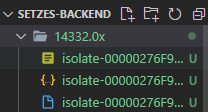 SETZES-BACKEND
14332.0x
isolate-00000276F9... U
isolate-00000276F9... U
isolate-00000276F9... U